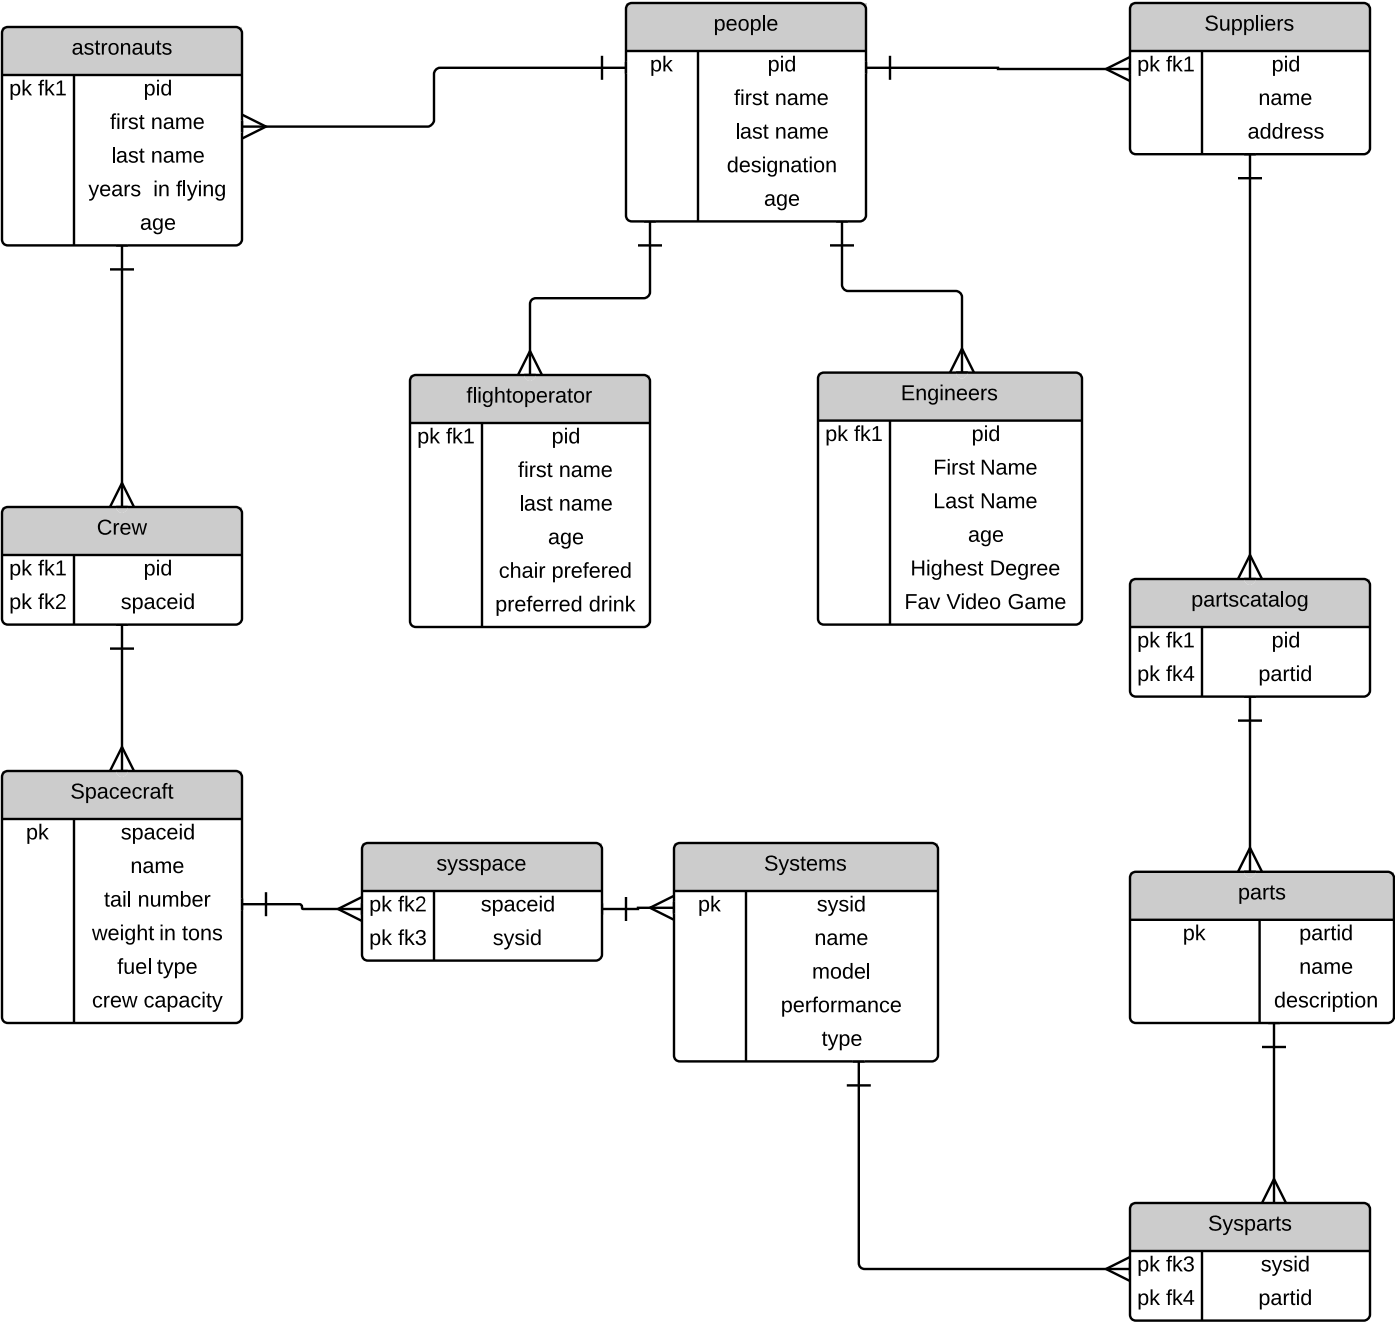 astronauts
pk fk1 pid
first name
last name
years in flying
age
people
pk pid
first name
last name
designation
age
Suppliers
pk fk1 pid
name
address
flightoperator
pk fk1 pid
first name
last name
age
chair prefered
preferred drink
Engineers
pk fk1 pid
First Name
Last Name
age
Highest Degree
Fav Video Game
Crew
pk fk1 pid
pk fk2 spaceid
partscatalog
pk fk1 pid
pk fk4 partid
Spacecraft
pk spaceid
name
tail number
weight in tons
fuel type
crew capacity
sysspace
pk fk2 spaceid
pk fk3 sysid
Systems
pk sysid
name
model
performance
type
parts
pk partid
name
description
Sysparts
pk fk3 sysid
pk fk4 partid